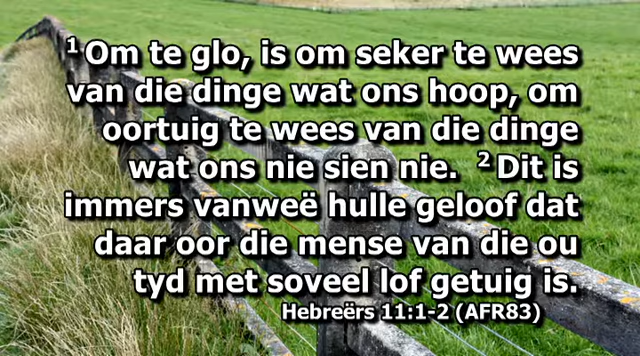 ¹ Om te glo, is om seker te wees
van die dinge wat ons hoop, om
oortuig te wees van die dinge
wat ons nie sien nie. ² Dit is
immers vanweë hulle geloof dat
daar oor die mense van die ou
tyd met soveel lof getuig is.
Hebreërs 11:1-2 (AFR83)